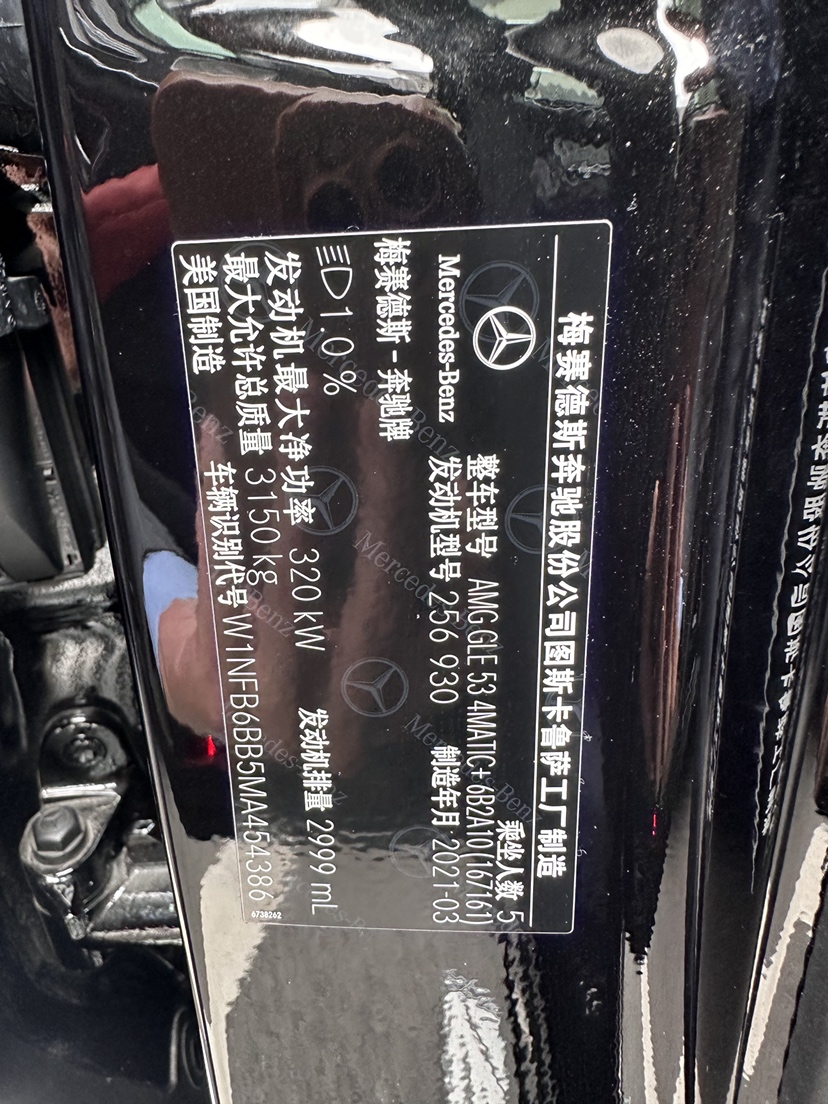 梅赛德斯奔驰股份公司图斯卡鲁萨工厂制造
乘坐人数 5
整车型号 AMG GLE 53 4MATIC+ 6B2A10(167161)
Mercedes-Benz
发动机型号 256 930 制造年月 2021-03
梅赛德斯-奔驰牌
1.0%
发动机最大净功率 320 kW 发动机排量 2999 mL
最大允许总质量 3150 kg
美国制造 车辆识别代号 W1NFB6BB5MA454386
6738262